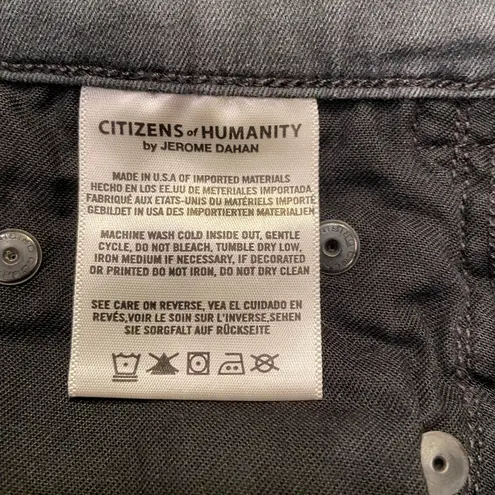 CITIZENS of HUMANITY
by JEROME DAHAN
MADE IN U.S.A OF IMPORTED MATERIALS
HECHO EN LOS EE.UU DE METERIALES IMPORTADA
FABRIQUÉ AUX ETATS-UNIS DU MATÉRIELS IMPORTÉ
GEBILDET IN USA DES IMPORTIERTEN MATERIALIEN
MACHINE WASH COLD INSIDE OUT, GENTLE
CYCLE, DO NOT BLEACH, TUMBLE DRY LOW,
IRON MEDIUM IF NECESSARY, IF DECORATED
OR PRINTED DO NOT IRON, DO NOT DRY CLEAN
SEE CARE ON REVERSE, VEA EL CUIDADO EN
REVÉS,VOIR LE SOIN SUR L'INVERSE,SEHEN
SIE SORGFALT AUF RÜCKSEITE